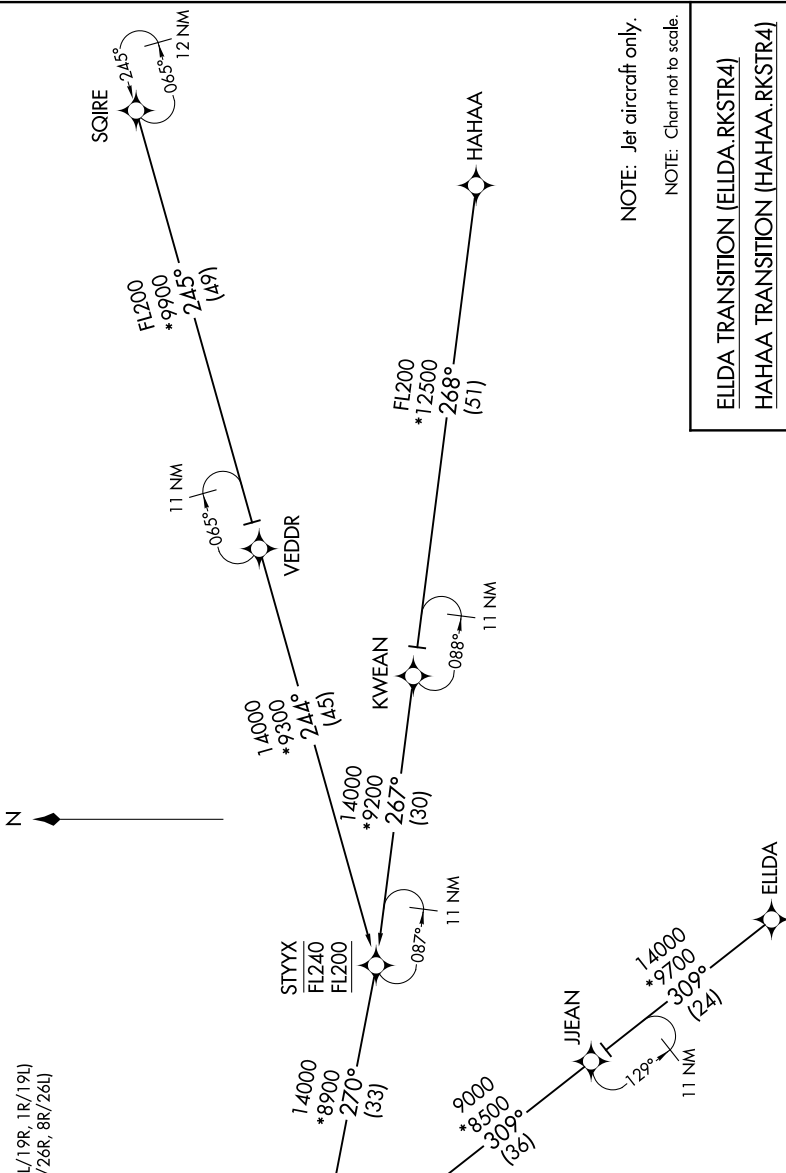 L/19R, 1R/19L)
/26R, 8R/26L)
N
SQIRE
245°
065°
12 NM
FL200
*9900
245°
(49)
HAHAA
NOTE: Jet aircraft only.
NOTE: Chart not to scale.
11 NM
065°
VEDDR
FL200
*12500
268°
(51)
14000
*9300
244°
(45)
KWEAN
088°
11 NM
14000
*9200
267°
(30)
STYYX
FL240
FL200
087°
11 NM
14000
*8900
270°
(33)
ELLDA
14000
*9700
309°
(24)
JJEAN
129°
11 NM
9000
*8500
309°
(36)
ELLDA TRANSITION (ELLDA.RKSTR4)
HAHAA TRANSITION (HAHAA.RKSTR4)